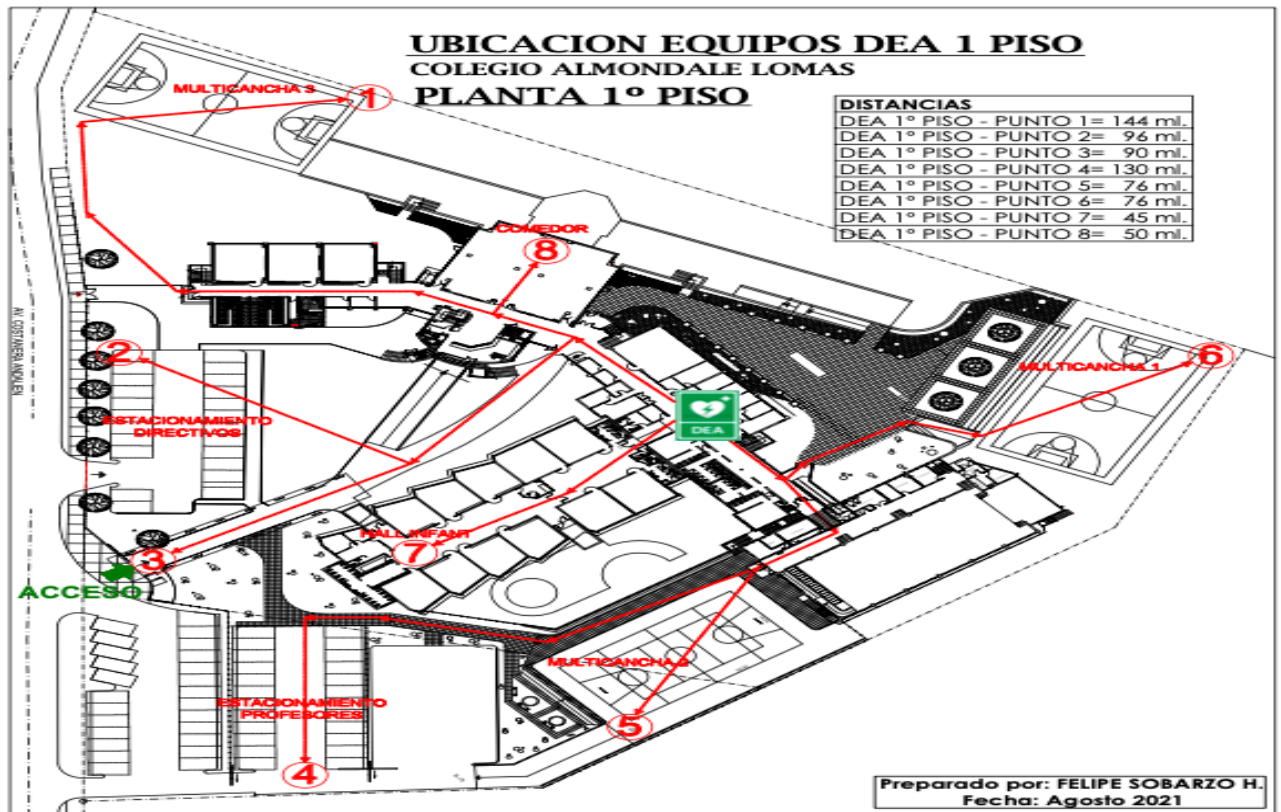 UBICACION EQUIPOS DEA 1 PISO
COLEGIO ALMONDALE LOMAS
PLANTA 1º PISO
DISTANCIAS
DEA 1º PISO - PUNTO 1= 144 ml.
DEA 1º PISO - PUNTO 2= 96 ml.
DEA 1º PISO - PUNTO 3= 90 ml.
DEA 1º PISO - PUNTO 4= 130 ml.
DEA 1º PISO - PUNTO 5= 76 ml.
DEA 1º PISO - PUNTO 6= 76 ml.
DEA 1º PISO - PUNTO 7= 45 ml.
DEA 1º PISO - PUNTO 8= 50 ml.
MULTICANCHA 3
1
COMEDOR
8
AV. COSTANERA ANDALIEN
2
MULTICANCHA 1
6
DEA
ESTACIONAMIENTO
DIRECTIVOS
HALL INFANT
7
3
ACCESO
MULTICANCHA 2
5
ESTACIONAMIENTO
PROFESORES
4
Preparado por: FELIPE SOBARZO H.
Fecha: Agosto 2021